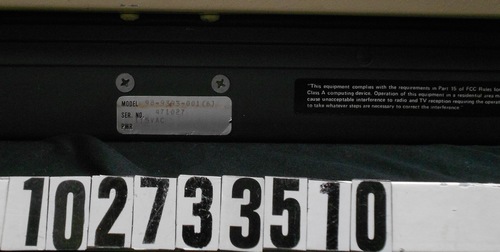 MODEL
SER. NO.
PWR
"This equipment complies with the requirements in Part 15 of FCC Rules for
Class A computing device. Operation of this equipment in a residential area may
cause unacceptable interference to radio and TV reception requiring the operator
to take whatever steps are necessary to correct the interference"
102733510